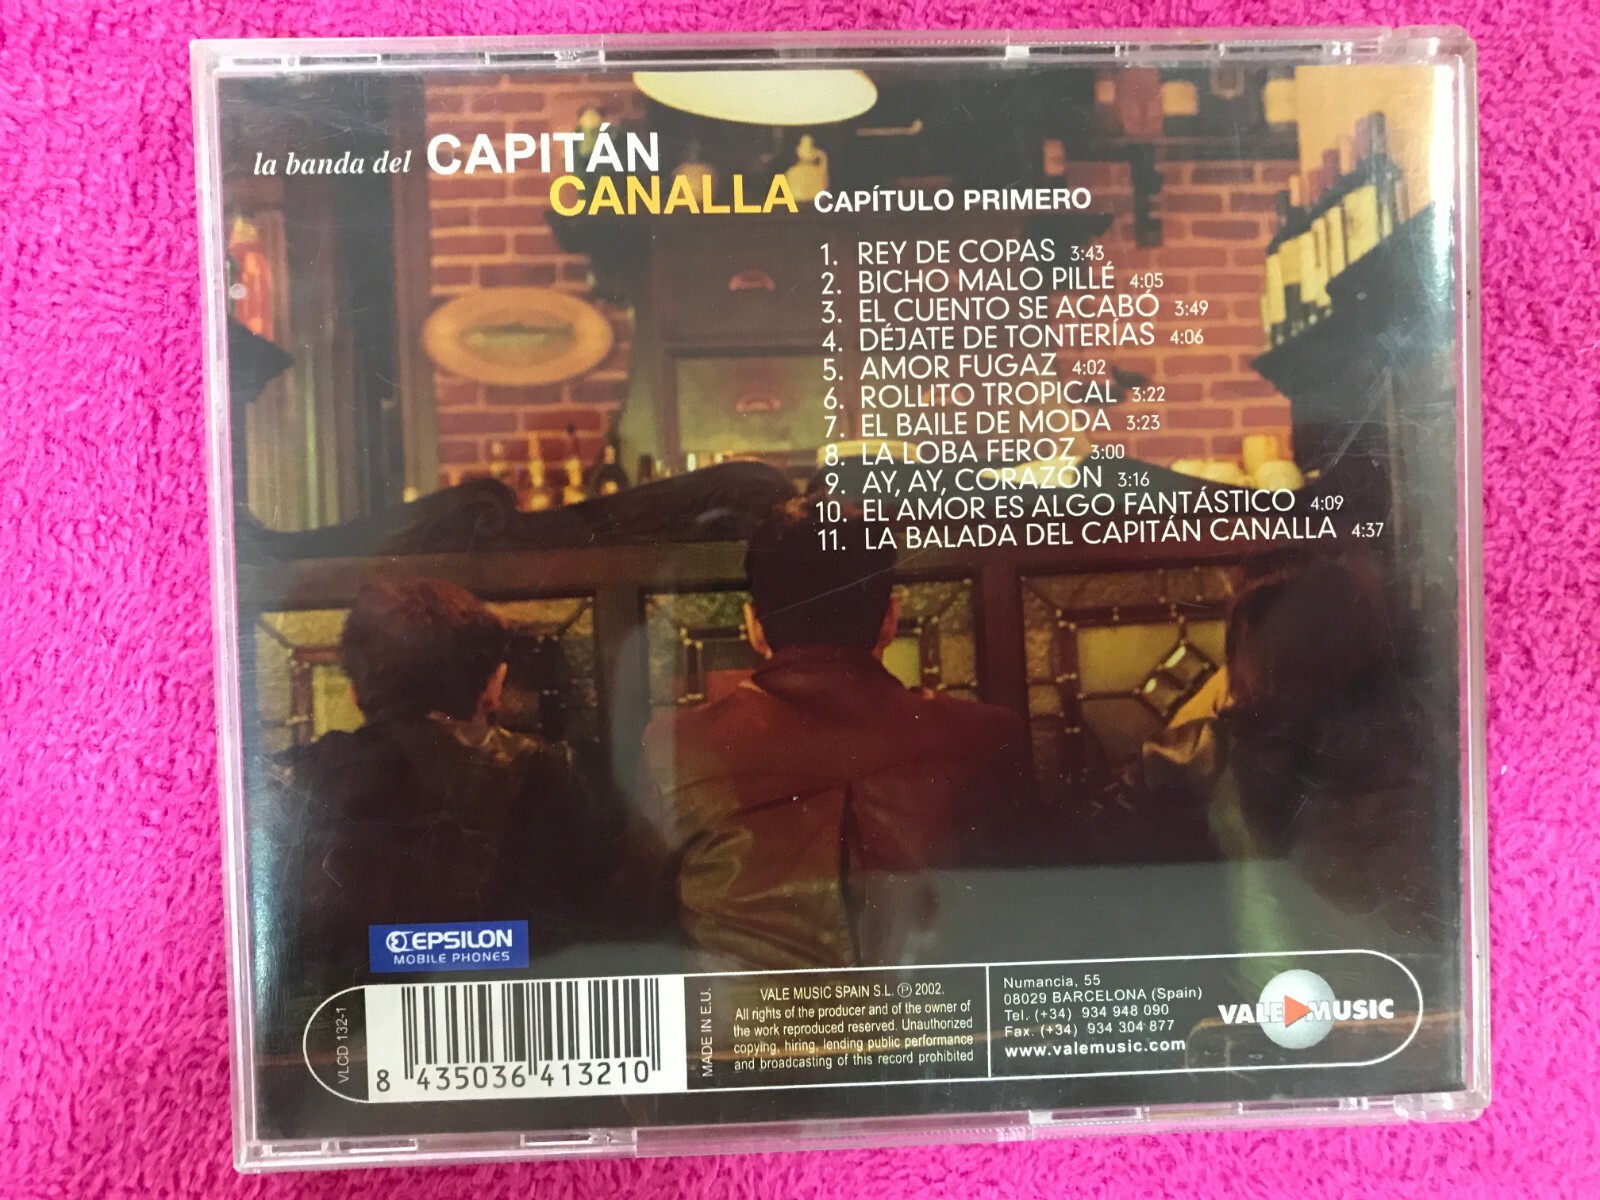 la banda del CAPITÁN
CANALLA CAPÍTULO PRIMERO
1. REY DE COPAS 3:43
2. BICHO MALO PILLÉ 4:05
3. EL CUENTO SE ACABÓ 3:49
4. DÉJATE DE TONTERÍAS 4:06
5. AMOR FUGAZ 4:02
6. ROLLITO TROPICAL 3:22
7. EL BAILE DE MODA 3:23
8. LA LOBA FEROZ 3:00
9. AY, AY, CORAZÓN 3:16
10. EL AMOR ES ALGO FANTÁSTICO 4:09
11. LA BALADA DEL CAPITÁN CANALLA 4:37
EPSILON
MOBILE PHONES
VLCD 132-1
8 435036 413210
MADE IN E.U.
VALE MUSIC SPAIN S.L. ℗ 2002.
All rights of the producer and of the owner of
the work reproduced reserved. Unauthorized
copying, hiring, lending public performance
and broadcasting of this record prohibited
Numancia, 55
08029 BARCELONA (Spain)
Tel. (+34) 934 948 090
Fax. (+34) 934 304 877
www.valemusic.com
VALE MUSIC